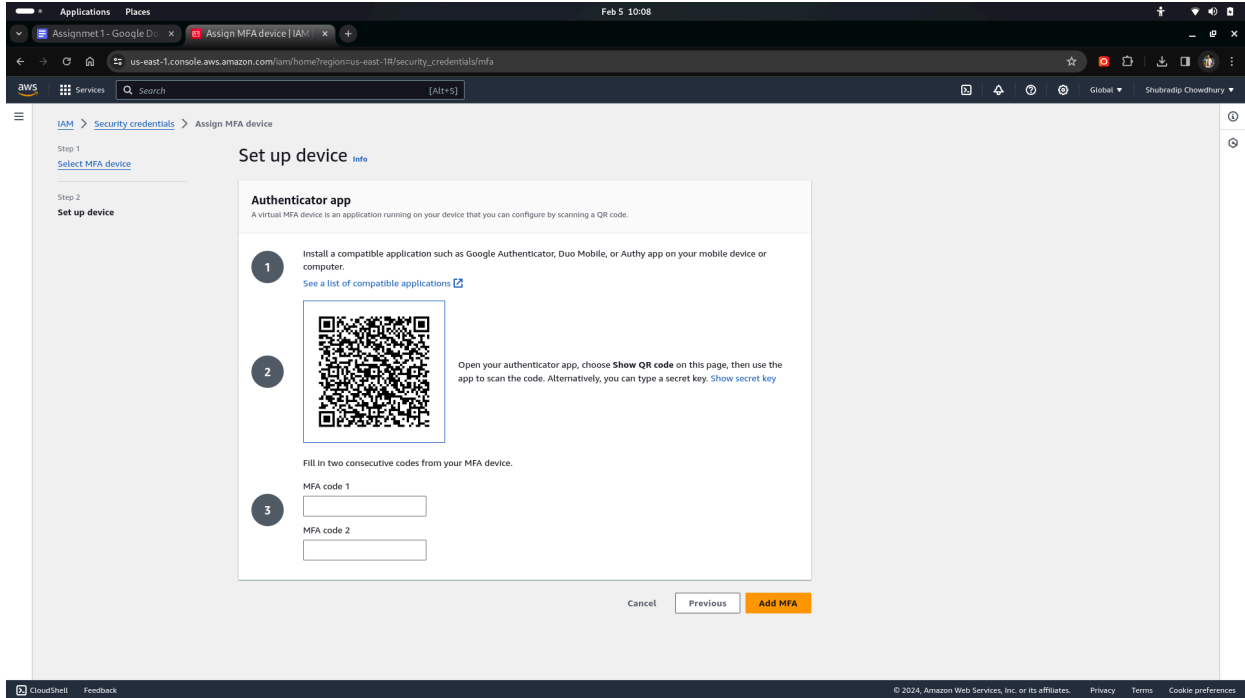 Applications Places Feb 5 10:08
Assignmet 1 - Google Do Assign MFA device | IAM
us-east-1.console.aws.amazon.com/iam/home?region=us-east-1#/security_credentials/mfa
aws Services Search [Alt+S] Global Shubradip Chowdhury
IAM > Security credentials > Assign MFA device
Step 1
Select MFA device
Step 2
Set up device
Set up device Info
Authenticator app
A virtual MFA device is an application running on your device that you can configure by scanning a QR code.
1
Install a compatible application such as Google Authenticator, Duo Mobile, or Authy app on your mobile device or
computer.
See a list of compatible applications
2
Open your authenticator app, choose Show QR code on this page, then use the
app to scan the code. Alternatively, you can type a secret key. Show secret key
3
Fill in two consecutive codes from your MFA device.
MFA code 1
MFA code 2
Cancel Previous Add MFA
CloudShell Feedback © 2024, Amazon Web Services, Inc. or its affiliates. Privacy Terms Cookie preferences